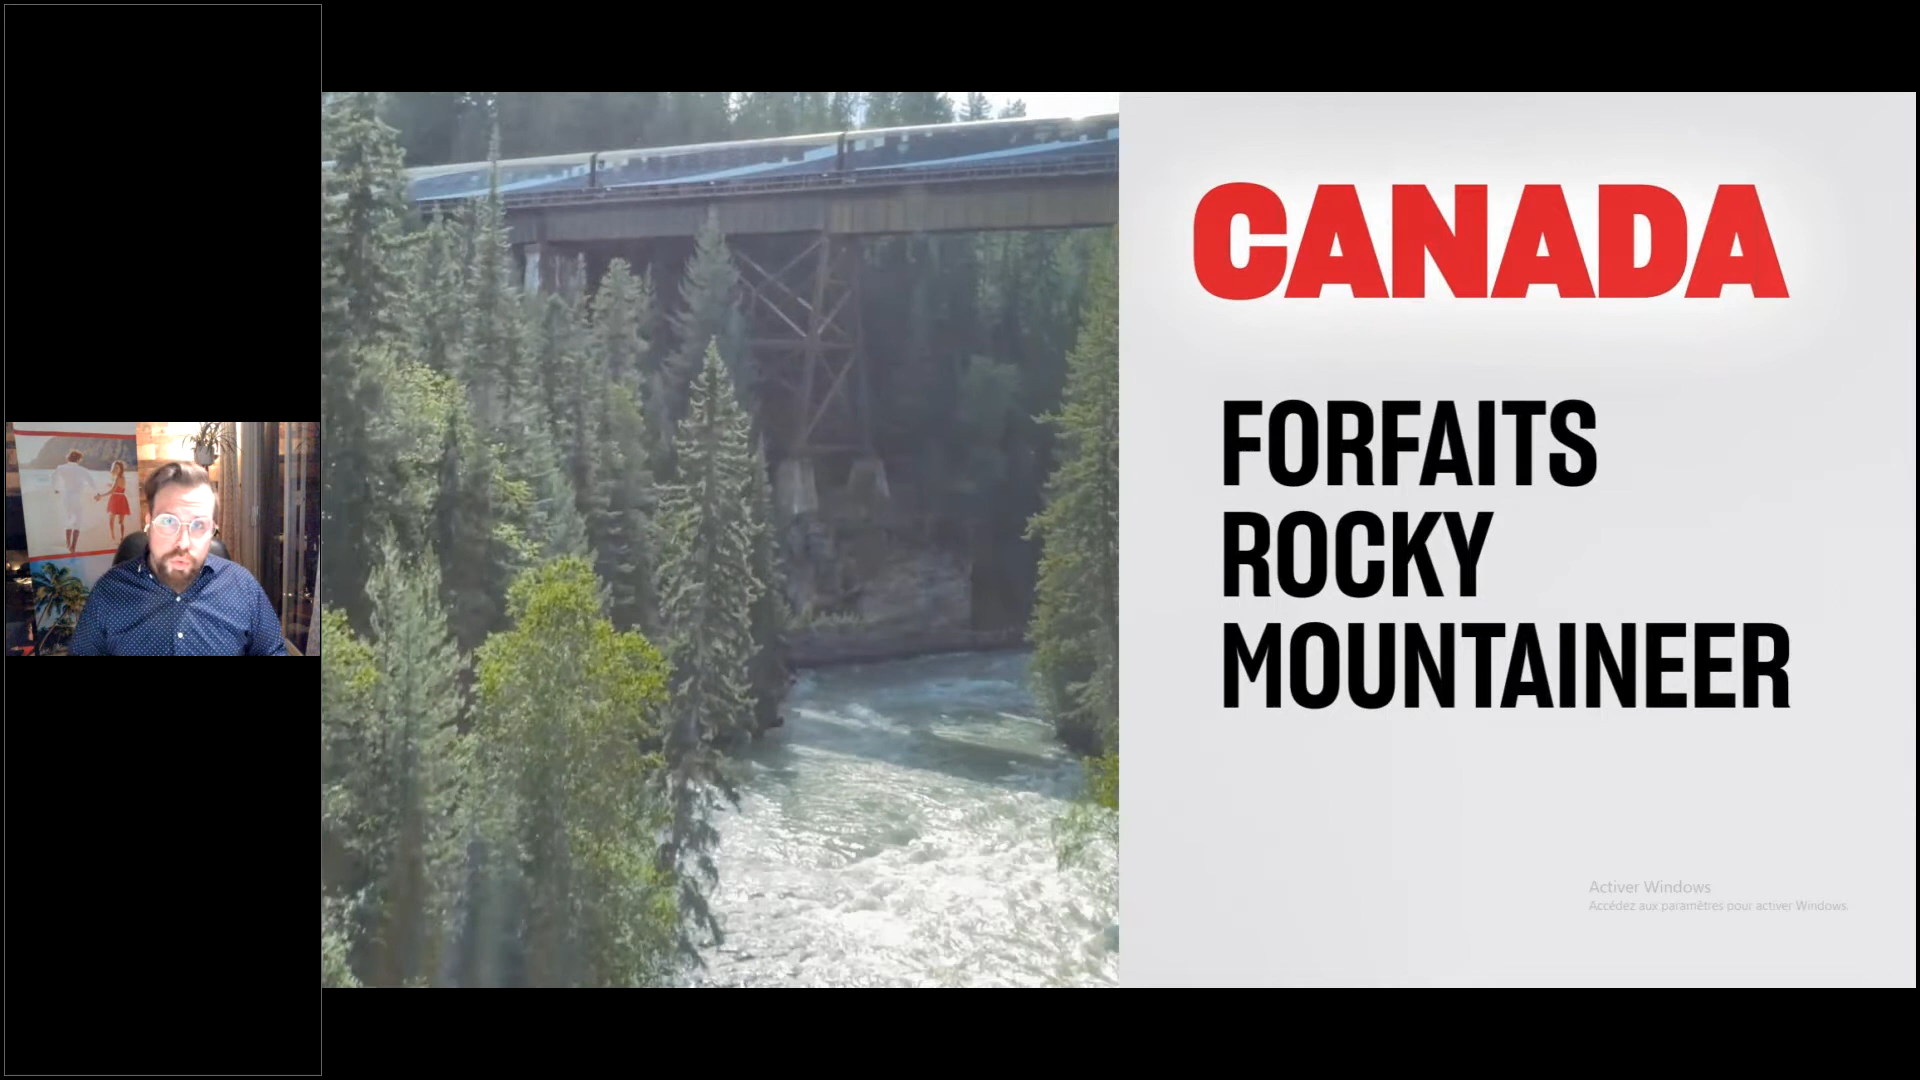 CANADA
FORFAITS
ROCKY
MOUNTAINEER
Activer Windows
Accédez aux paramètres pour activer Windows.